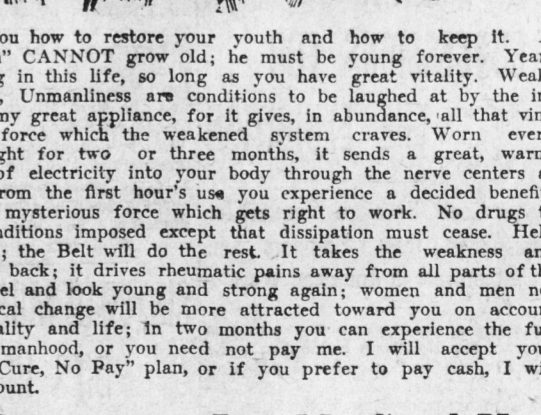 ou how to restore your youth and how to keep it.
" CANNOT grow old; he must be young forever. Year
g in this life, so long as you have great vitality. Weak
, Unmanliness are conditions to be laughed at by the
my great appliance, for it gives, in abundance, all that vim
force which the weakened system craves. Worn ever
ght for two or three months, it sends a great, warm
of electricity into your body through the nerve centers
rom the first hour's use you experience a decided benefi
mysterious force which gets right to work. No drugs
nditions imposed except that dissipation must cease. Hel
; the Belt will do the rest. It takes the weakness an
back; it drives rheumatic pains away from all parts of th
el and look young and strong again; women and men n
cal change will be more attracted toward you on accoun
ality and life; in two months you can experience the fu
manhood, or you need not pay me. I will accept you
Cure, No Pay" plan, or if you prefer to pay cash, I wi
ount.